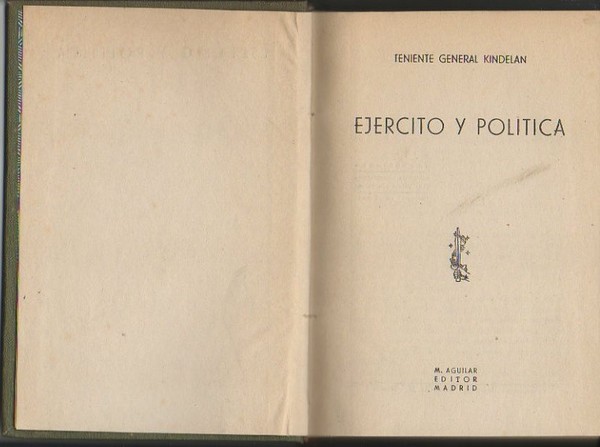 TENIENTE GENERAL KINDELAN
EJERCITO Y POLITICA
M. AGUILAR
EDITOR
MADRID